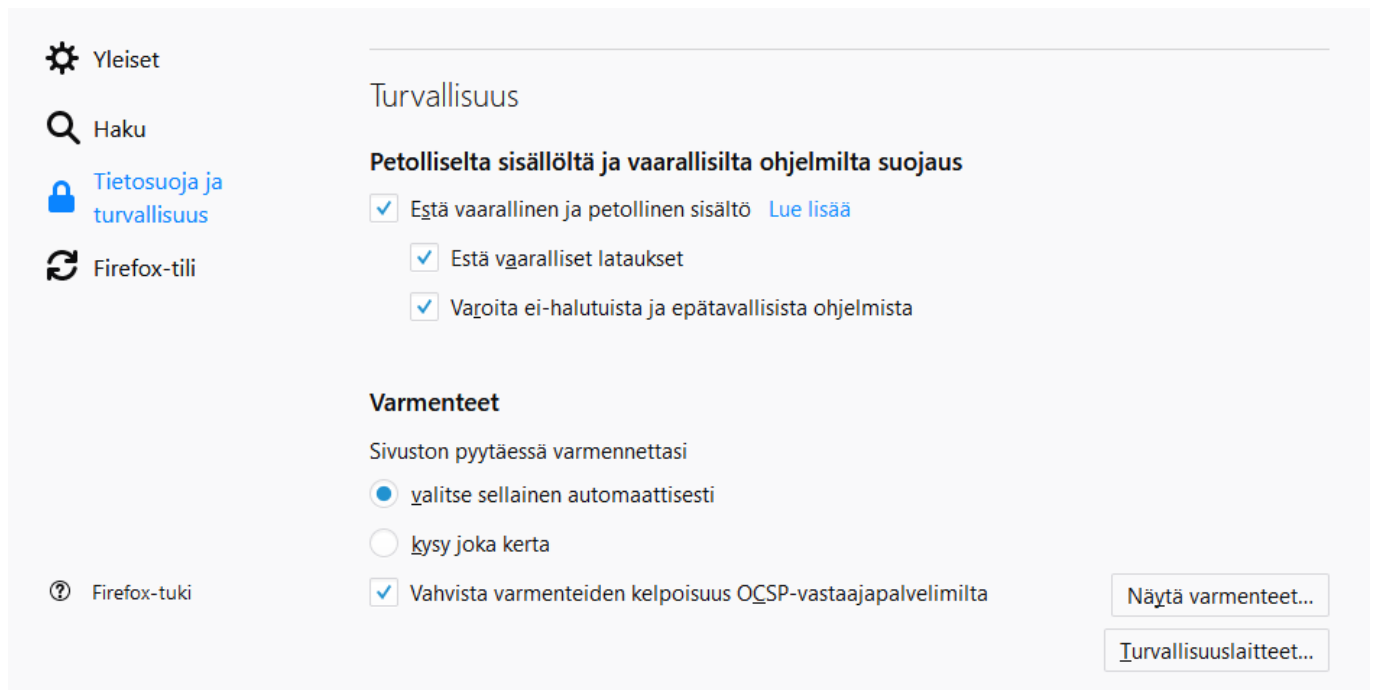 Yleiset
Haku
Tietosuoja ja
turvallisuus
Firefox-tili
Firefox-tuki
Turvallisuus
Petolliselta sisällöltä ja vaarallisilta ohjelmilta suojaus
Estä vaarallinen ja petollinen sisältö Lue lisää
Estä vaaralliset lataukset
Varoita ei-halutuista ja epätavallisista ohjelmista
Varmenteet
Sivuston pyytäessä varmennettasi
valitse sellainen automaattisesti
kysy joka kerta
Vahvista varmenteiden kelpoisuus OCSP-vastaajapalvelimilta
Näytä varmenteet...
Turvallisuuslaitteet...